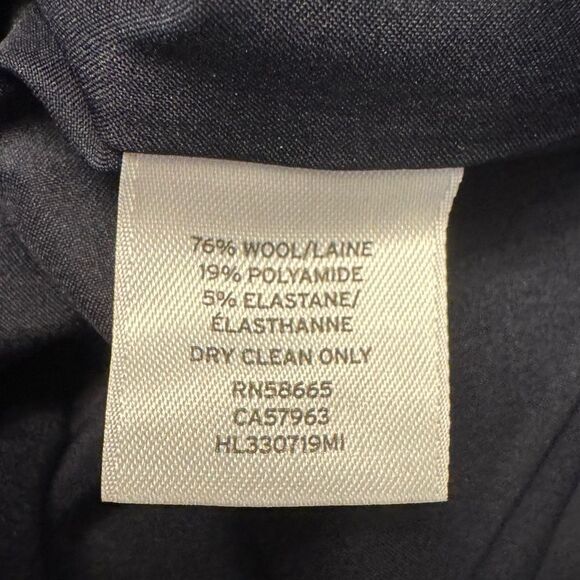 76% WOOL/LAINE
19% POLYAMIDE
5% ELASTANE/
ÉLASTHANNE
DRY CLEAN ONLY
RN58665
CA57963
HL330719MI